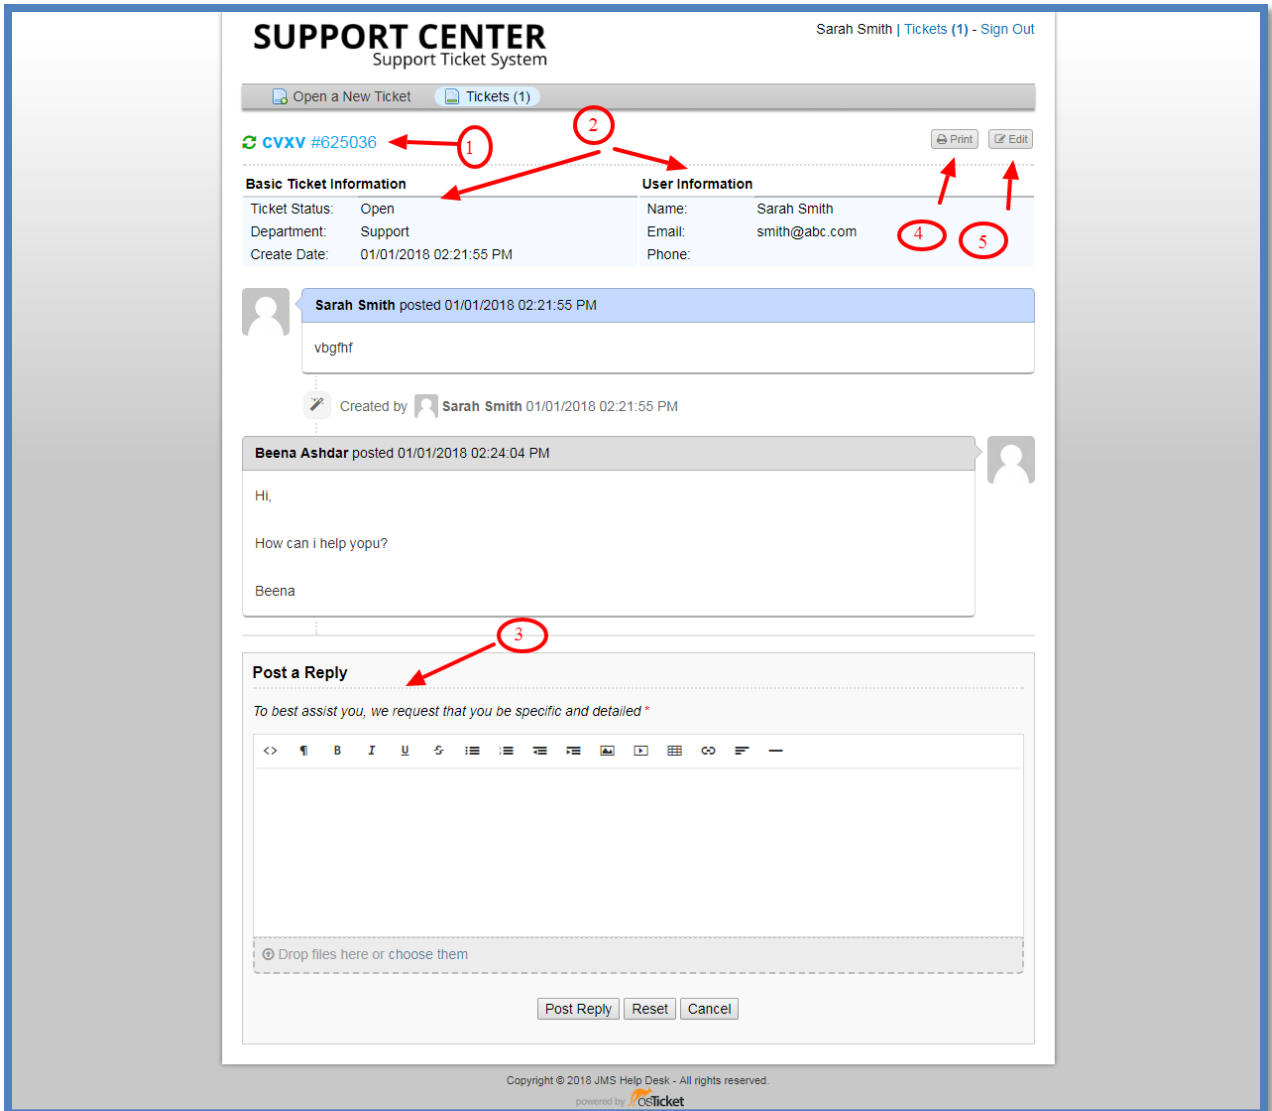 SUPPORT CENTER
Support Ticket System
Sarah Smith | Tickets (1) - Sign Out
Open a New Ticket Tickets (1)
CVXV #625036
1
2
Print Edit
Basic Ticket Information
User Information
Ticket Status: Open
Name: Sarah Smith
Department: Support
Email: smith@abc.com
Create Date: 01/01/2018 02:21:55 PM
Phone:
4
5
Sarah Smith posted 01/01/2018 02:21:55 PM
vbgfhf
Created by Sarah Smith 01/01/2018 02:21:55 PM
Beena Ashdar posted 01/01/2018 02:24:04 PM
Hi,
How can i help yopu?
Beena
3
Post a Reply
To best assist you, we request that you be specific and detailed *
<> ¶ B I U S
Drop files here or choose them
Post Reply Reset Cancel
Copyright © 2018 JMS Help Desk - All rights reserved.
powered by osTicket